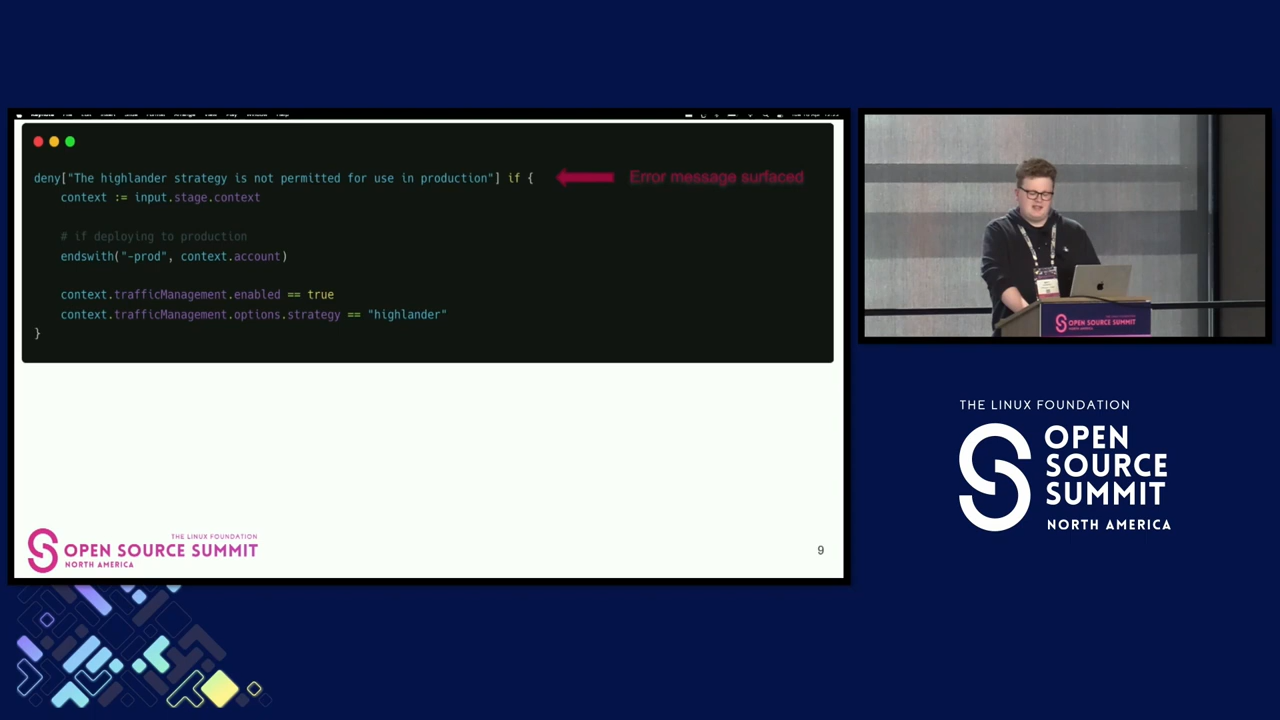 deny["The highlander strategy is not permitted for use in production"] if {
Error message surfaced
context := input.stage.context
# if deploying to production
endswith("-prod", context.account)
context.trafficManagement.enabled == true
context.trafficManagement.options.strategy == "highlander"
}
THE LINUX FOUNDATION
OPEN SOURCE SUMMIT
NORTH AMERICA
9
OPEN SOURCE SUMMIT
NORTH AMERICA
THE LINUX FOUNDATION
OPEN
SOURCE
SUMMIT
NORTH AMERICA